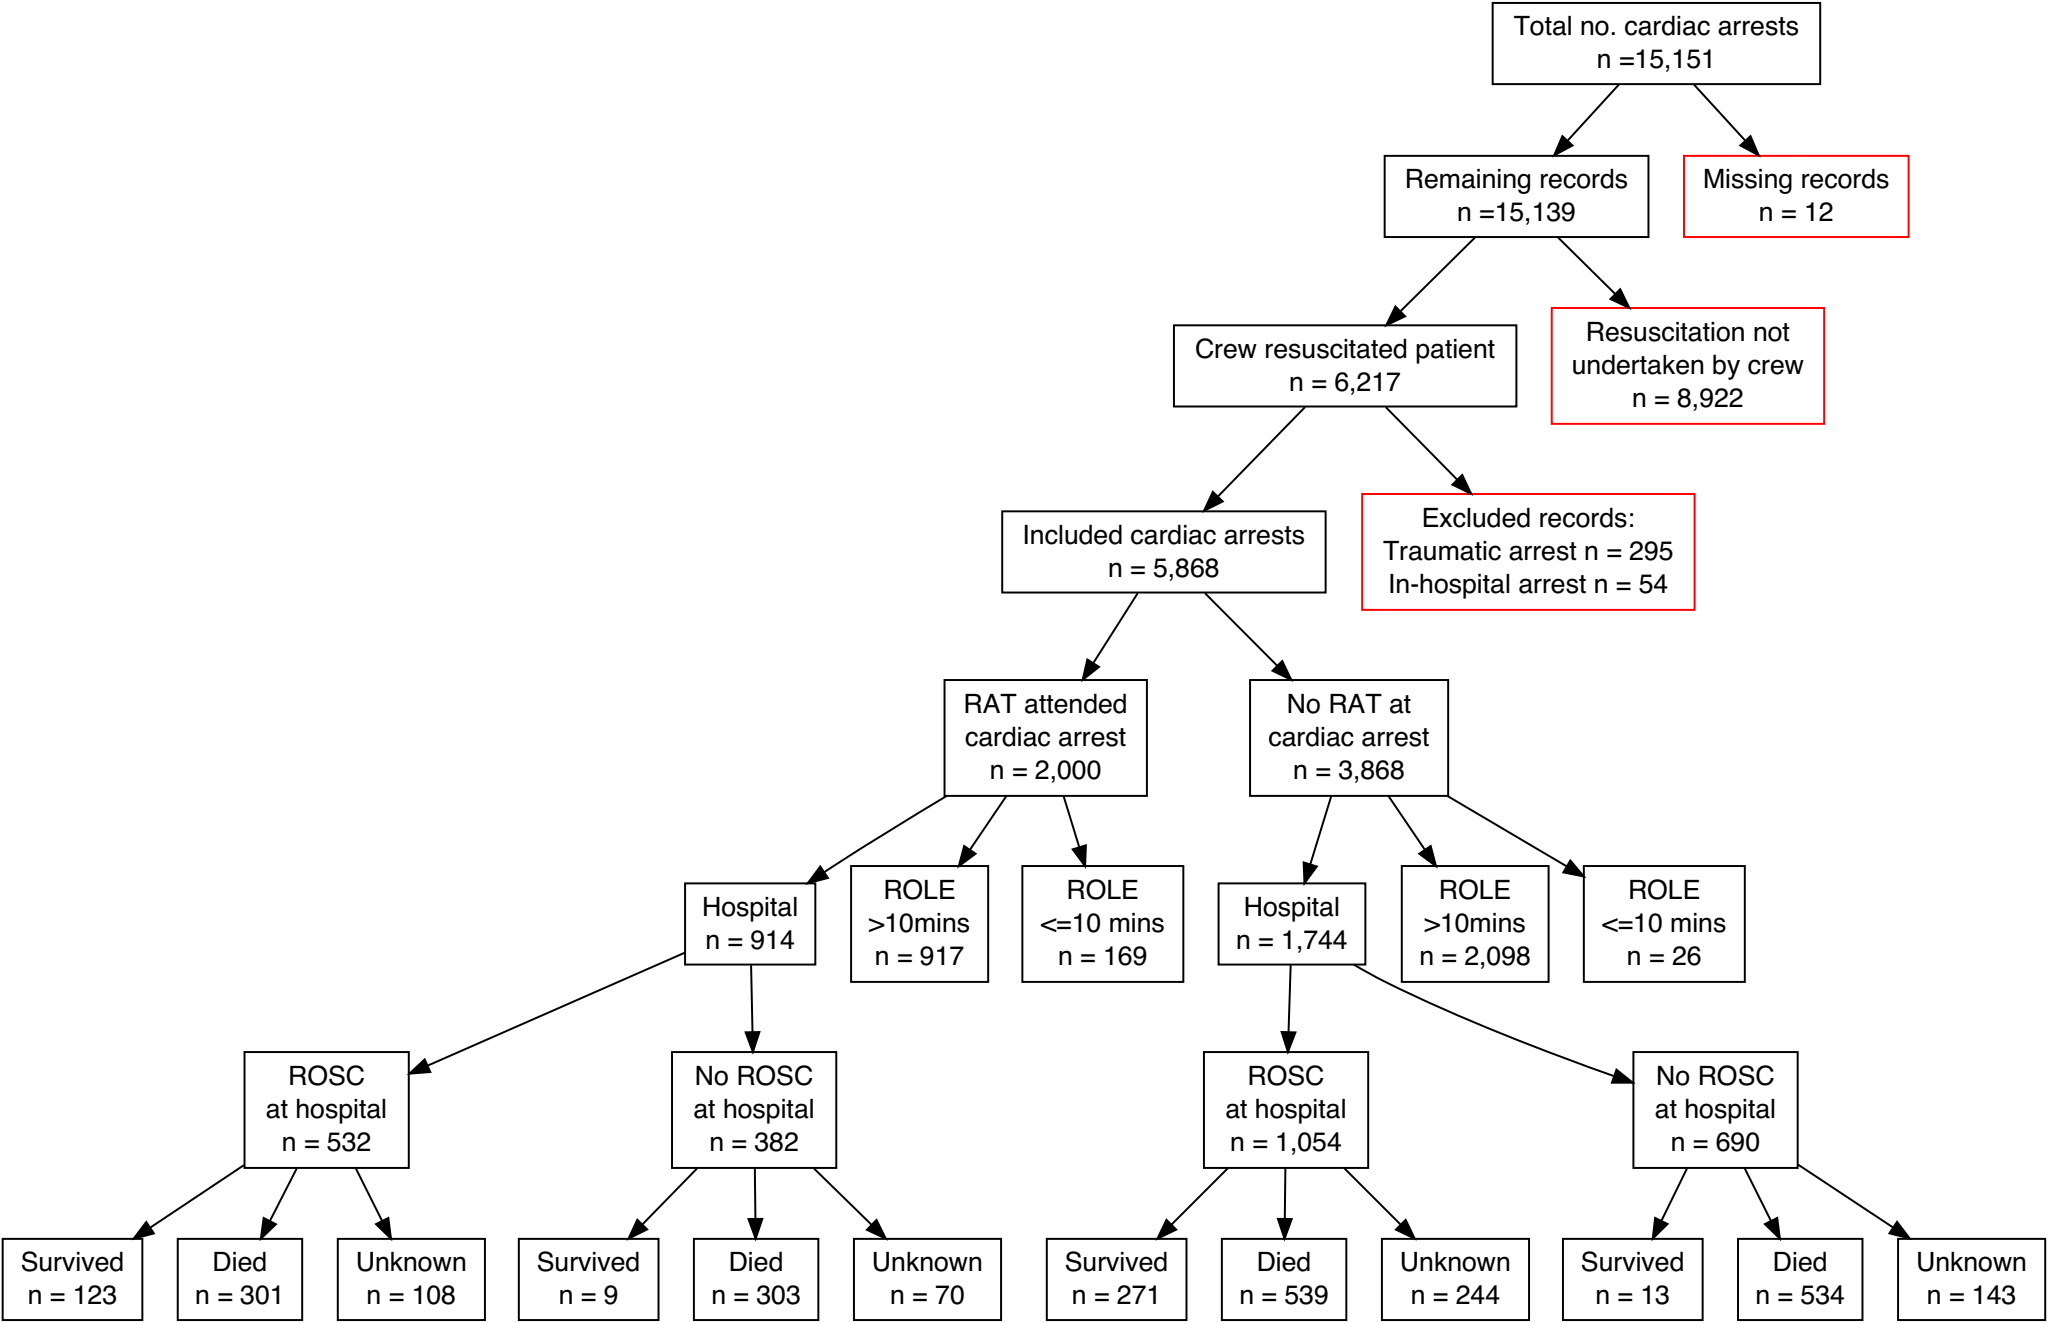 Total no. cardiac arrests
n =15,151
Remaining records
n =15,139
Missing records
n = 12
Crew resuscitated patient
n = 6,217
Resuscitation not
undertaken by crew
n = 8,922
Included cardiac arrests
n = 5,868
Excluded records:
Traumatic arrest n = 295
In-hospital arrest n = 54
RAT attended
cardiac arrest
n = 2,000
No RAT at
cardiac arrest
n = 3,868
Hospital
n = 914
ROLE
>10mins
n = 917
ROLE
<=10 mins
n = 169
Hospital
n = 1,744
ROLE
>10mins
n = 2,098
ROLE
<=10 mins
n = 26
ROSC
at hospital
n = 532
No ROSC
at hospital
n = 382
ROSC
at hospital
n = 1,054
No ROSC
at hospital
n = 690
Survived
n = 123
Died
n = 301
Unknown
n = 108
Survived
n = 9
Died
n = 303
Unknown
n = 70
Survived
n = 271
Died
n = 539
Unknown
n = 244
Survived
n = 13
Died
n = 534
Unknown
n = 143